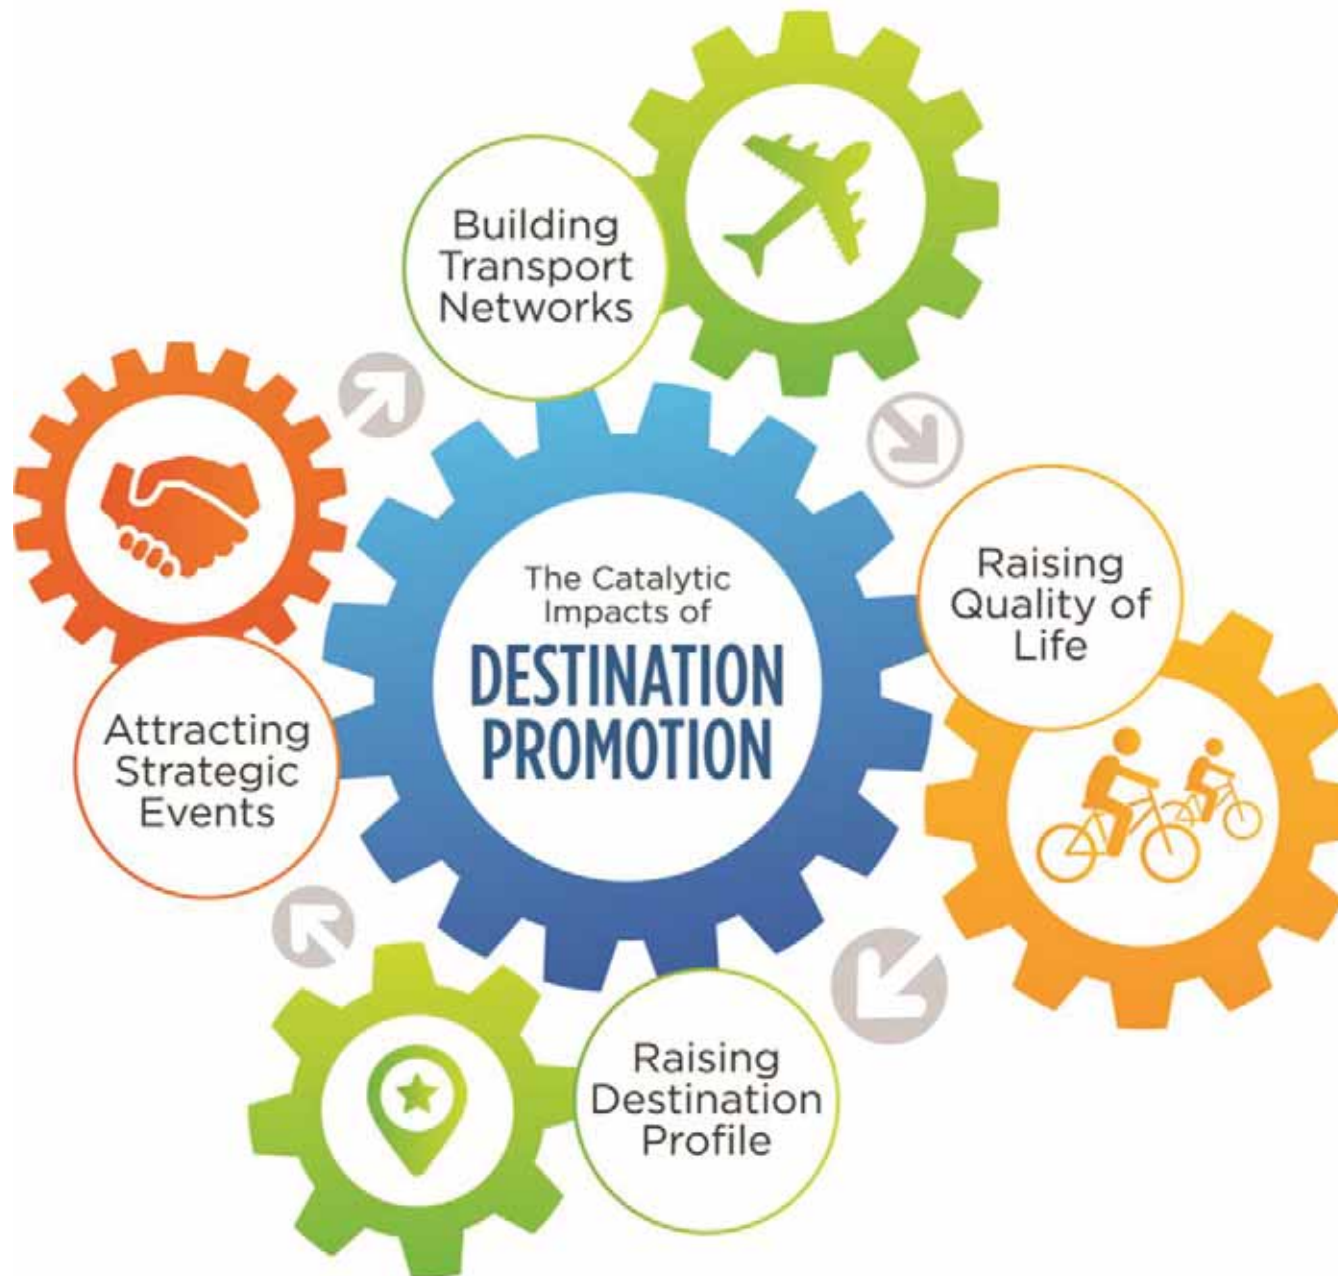 Building
Transport
Networks
The Catalytic
Impacts of
DESTINATION
PROMOTION
Raising
Quality of
Life
Attracting
Strategic
Events
Raising
Destination
Profile